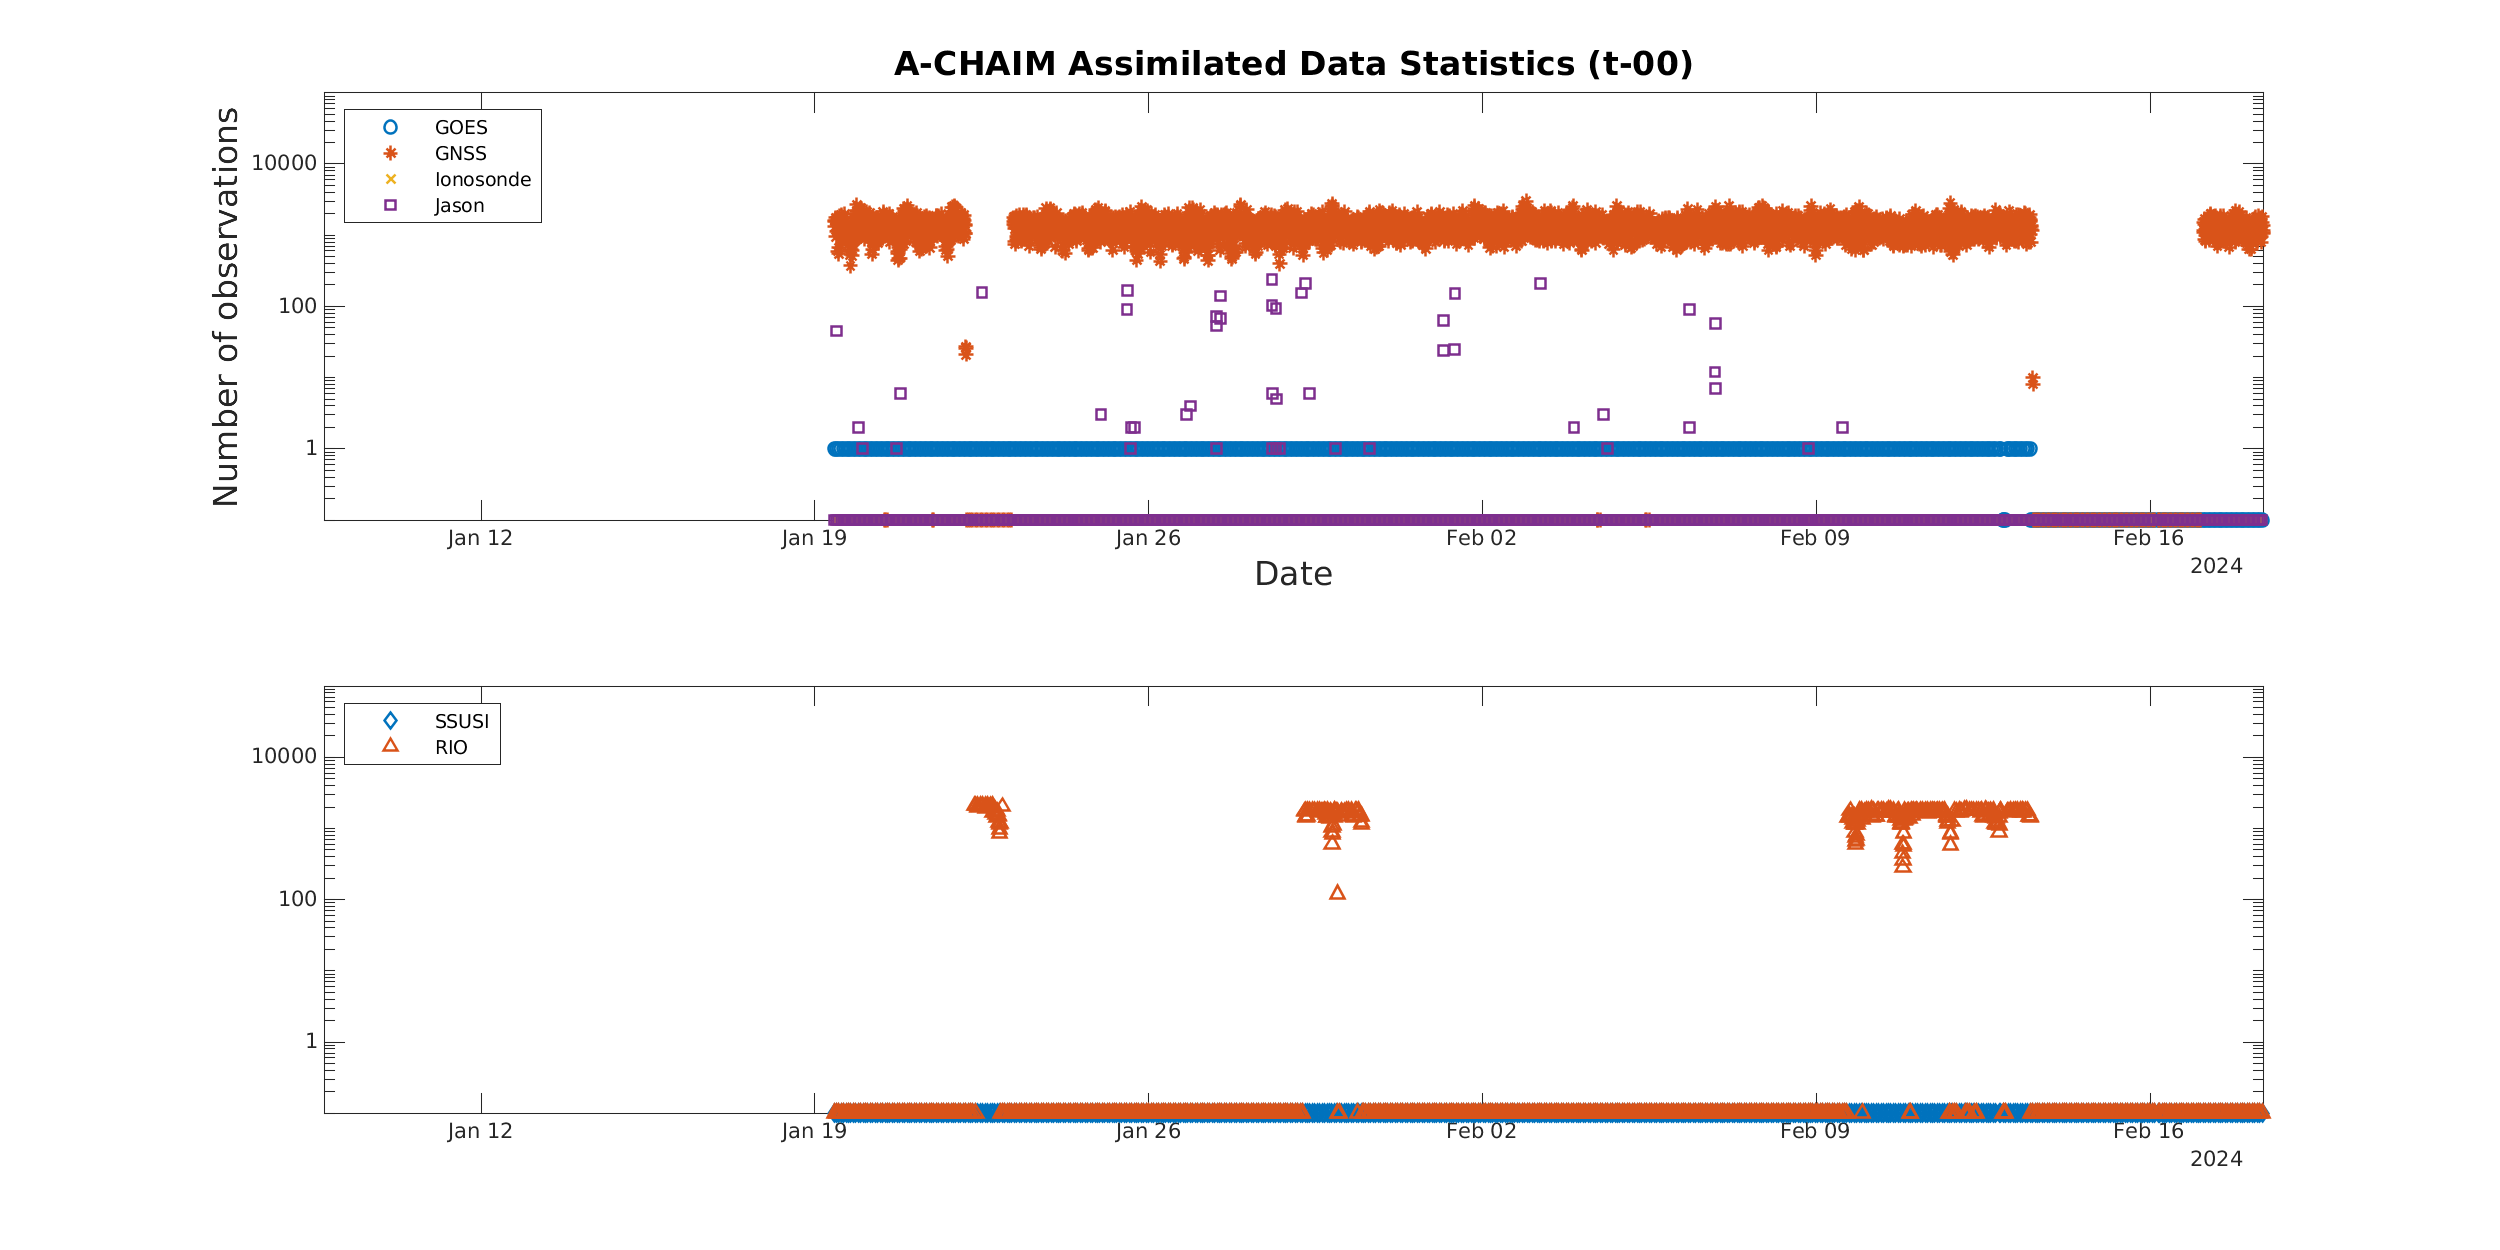 A-CHAIM Assimilated Data Statistics (t-00)
Number of observations
10000
100
1
GOES
GNSS
Ionosonde
Jason
Jan 12 Jan 19 Jan 26 Feb 02 Feb 09 Feb 16
2024
Date
10000
100
1
SSUSI
RIO
Jan 12 Jan 19 Jan 26 Feb 02 Feb 09 Feb 16
2024